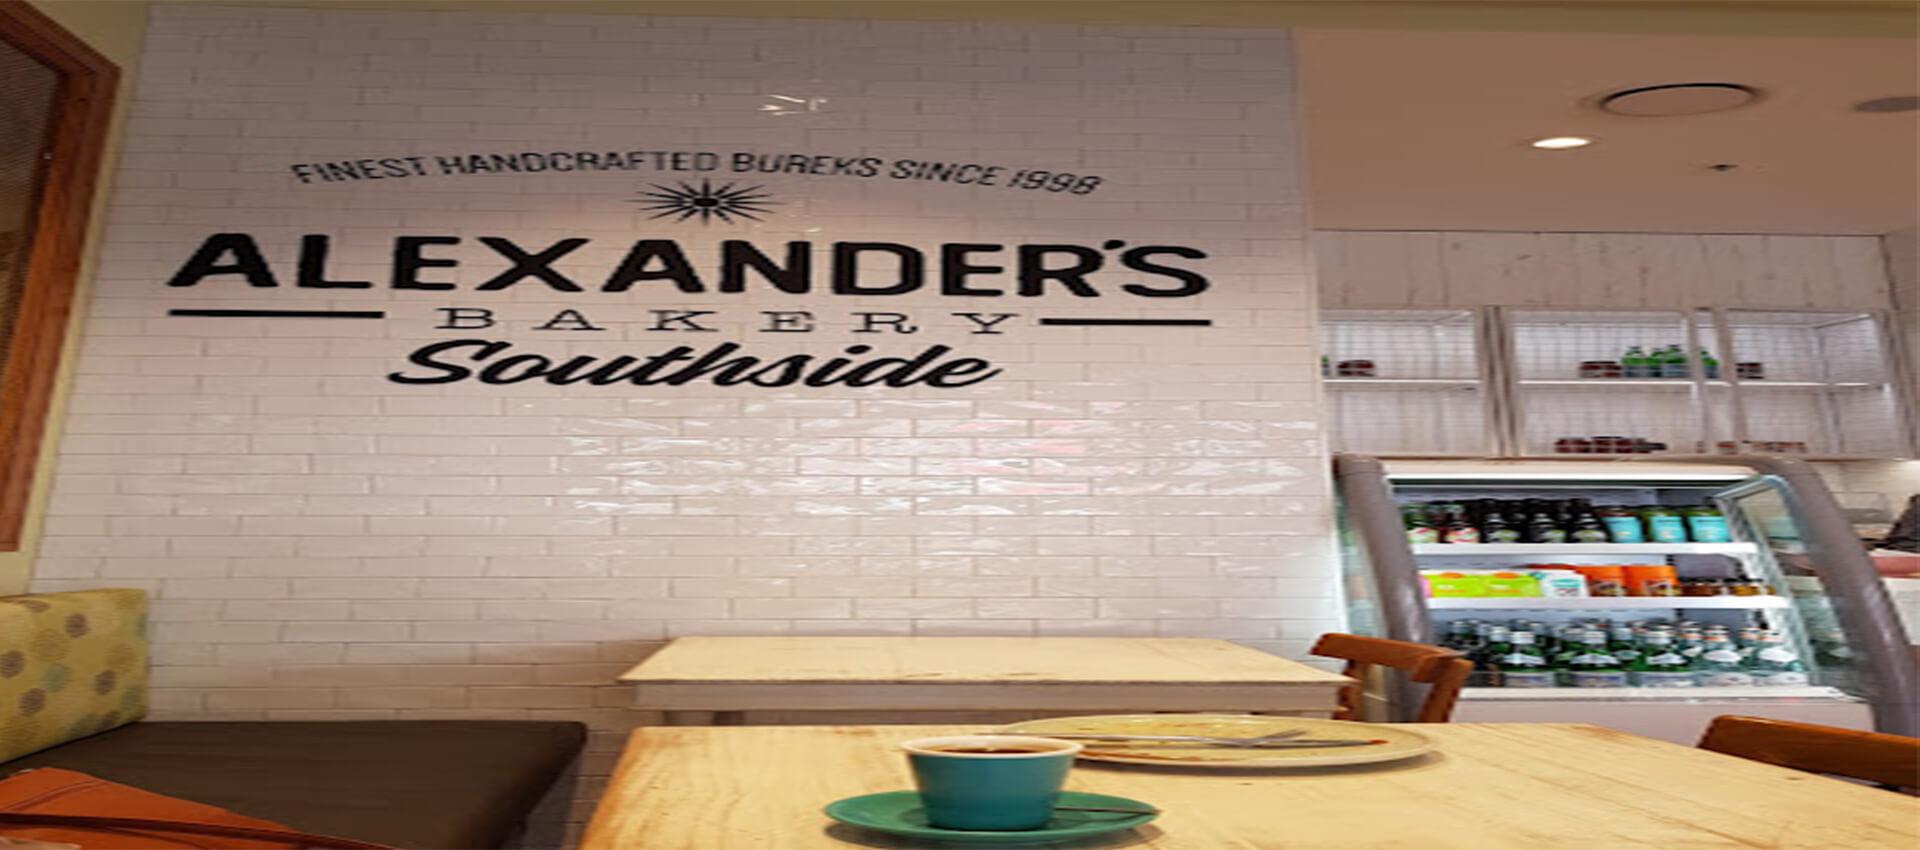 FINEST HANDCRAFTED BUREKS SINCE 1998
ALEXANDER'S
BAKERY
Southside